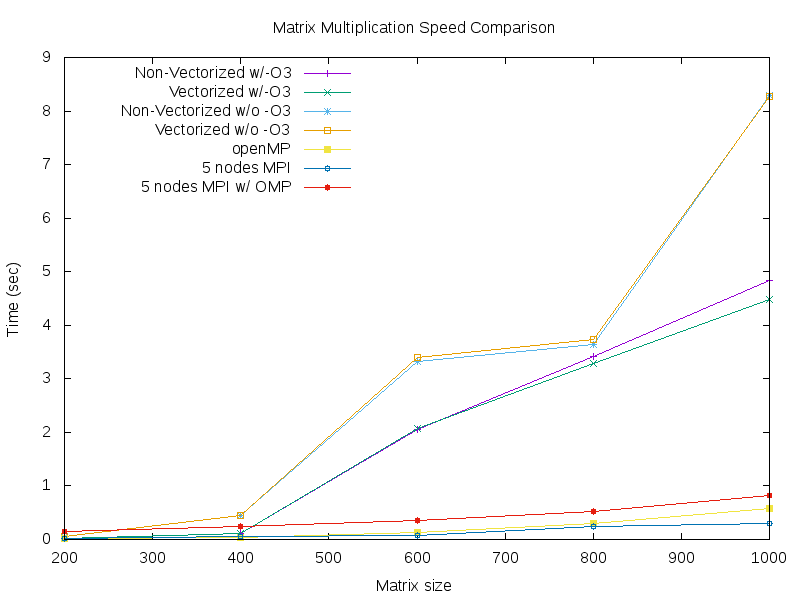 Matrix Multiplication Speed Comparison
9
8
7
6
5
4
3
2
1
0
Time (sec)
Non-Vectorized w/-O3
Vectorized w/-O3
Non-Vectorized w/o -O3
Vectorized w/o -O3
openMP
5 nodes MPI
5 nodes MPI w/ OMP
200 300 400 500 600 700 800 900 1000
Matrix size